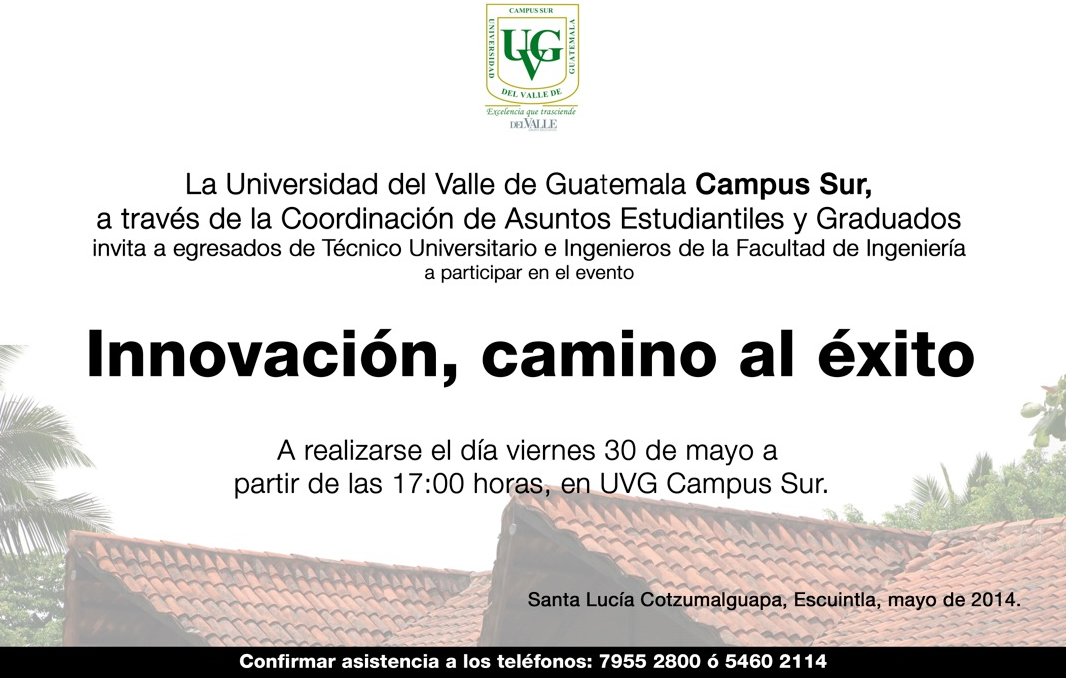 CAMPUS SUR
UNIVERSIDAD
UVG
GUATEMALA
DEL VALLE DE
Excelencia que trasciende
DEL VALLE
La Universidad del Valle de Guatemala Campus Sur,
a través de la Coordinación de Asuntos Estudiantiles y Graduados
invita a egresados de Técnico Universitario e Ingenieros de la Facultad de Ingeniería
a participar en el evento
Innovación, camino al éxito
A realizarse el día viernes 30 de mayo a
partir de las 17:00 horas, en UVG Campus Sur.
Santa Lucía Cotzumalguapa, Escuintla, mayo de 2014.
Confirmar asistencia a los teléfonos: 7955 2800 ó 5460 2114